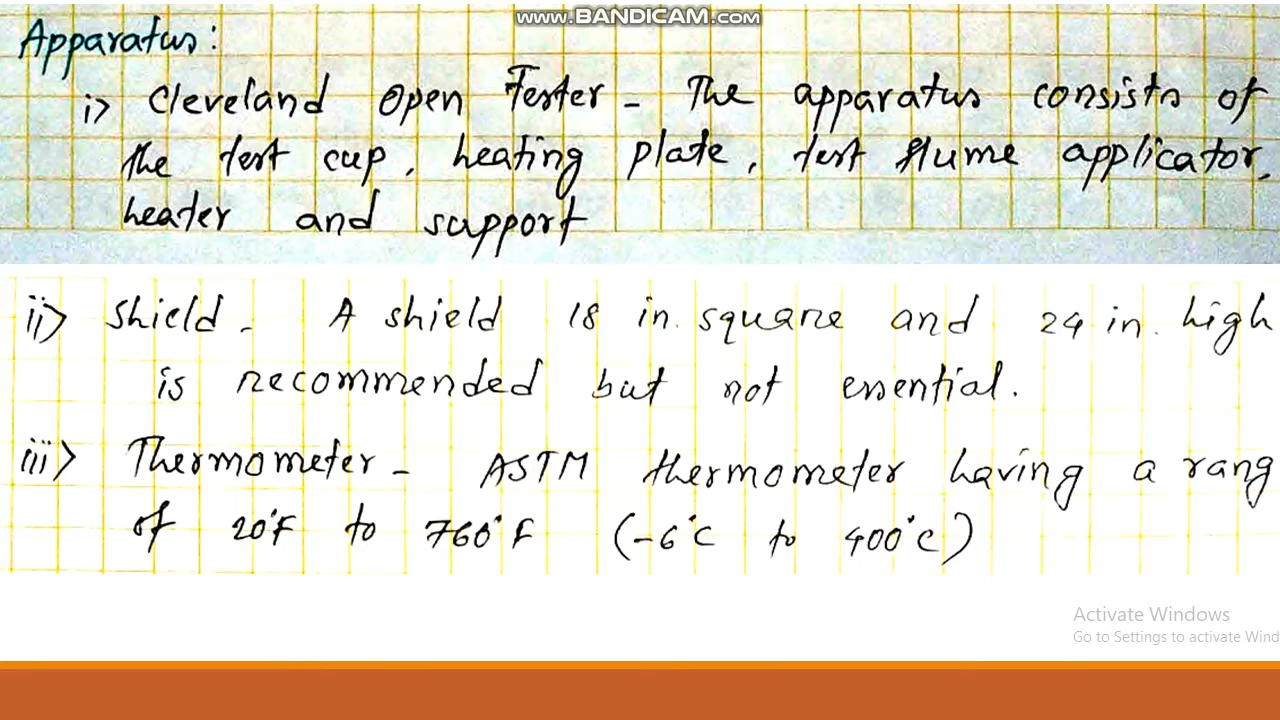 www.BANDICAM.com
Apparatus:
i> Cleveland Open Tester - The apparatus consists of
the test cup, heating plate, test flume applicator,
heater and support
ii> Shield - A shield 18 in. square and 24 in. high
is recommended but not essential.
iii> Thermometer - ASTM thermometer having a rang
of 20°F to 760°F (-6°C to 400°C)
Activate Windows
Go to Settings to activate Wind